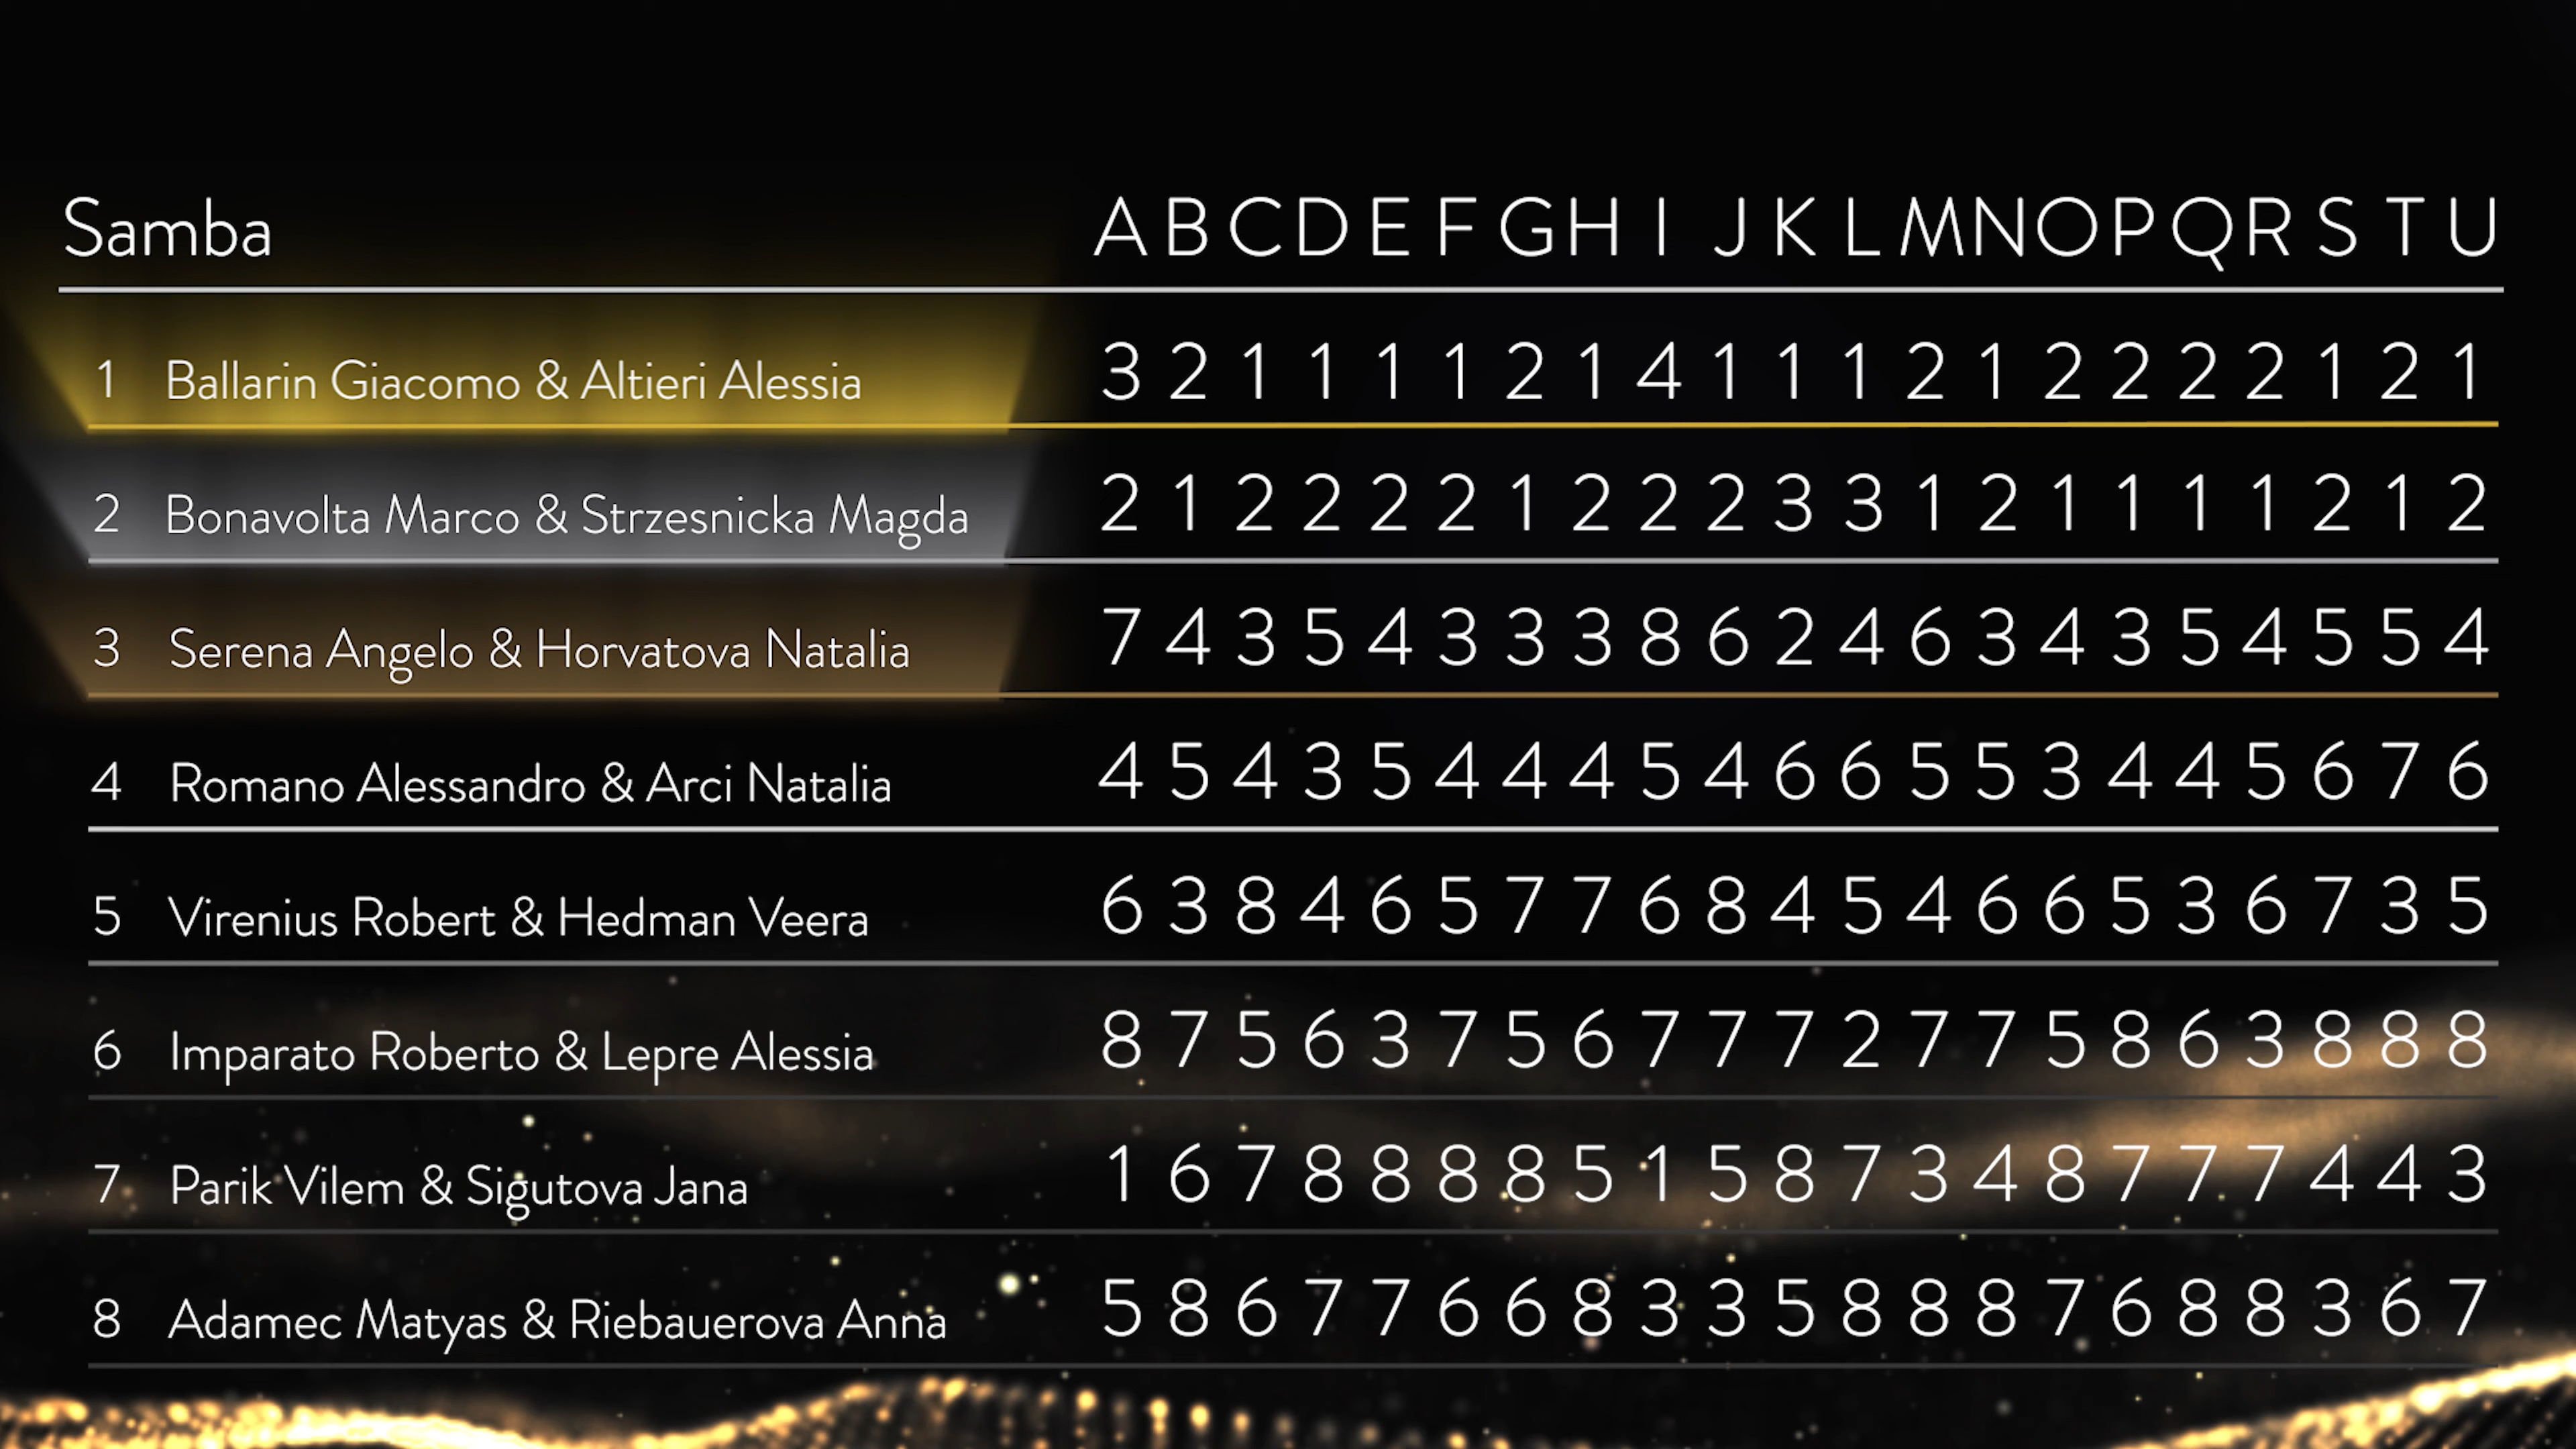 Samba A B C D E F G H I J K L M N O P Q R S T U
1 Ballarin Giacomo & Altieri Alessia 3 2 1 1 1 1 2 1 4 1 1 1 2 1 2 2 2 2 1 2 1
2 Bonavolta Marco & Strzesnicka Magda 2 1 2 2 2 2 1 2 2 2 3 3 1 2 1 1 1 1 2 1 2
3 Serena Angelo & Horvatova Natalia 7 4 3 5 4 3 3 3 8 6 2 4 6 3 4 3 5 4 5 5 4
4 Romano Alessandro & Arci Natalia 4 5 4 3 5 4 4 4 5 4 6 6 5 5 3 4 4 5 6 7 6
5 Virenius Robert & Hedman Veera 6 3 8 4 6 5 7 7 6 8 4 5 4 6 6 5 3 6 7 3 5
6 Imparato Roberto & Lepre Alessia 8 7 5 6 3 7 5 6 7 7 7 2 7 7 5 8 6 3 8 8 8
7 Parik Vilem & Sigutova Jana 1 6 7 8 8 8 8 5 1 5 8 7 3 4 8 7 7 7 4 4 3
8 Adamec Matyas & Riebauerova Anna 5 8 6 7 7 6 6 8 3 3 5 8 8 8 7 6 8 8 3 6 7